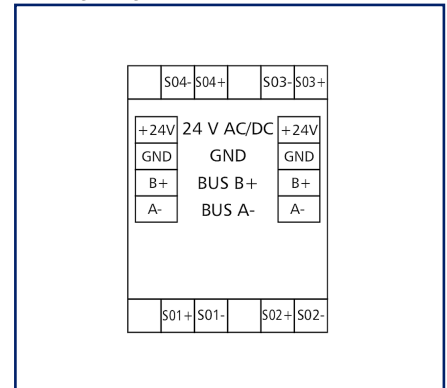 S04- S04+ S03- S03+
+24V 24 V AC/DC +24V
GND GND GND
B+ BUS B+ B+
A- BUS A- A-
S01+ S01- S02+ S02-